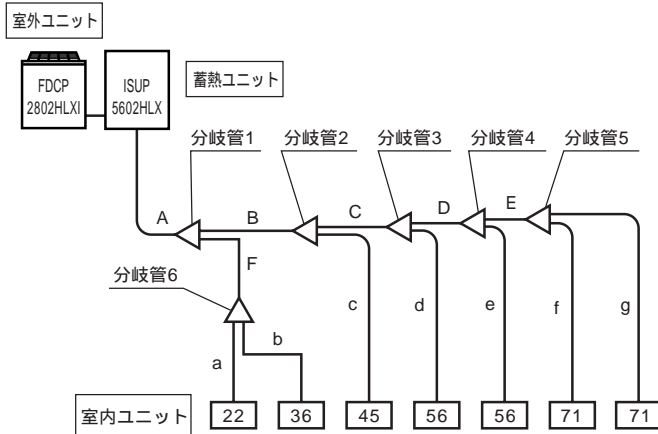 室外ユニット
FDCP
2802HLXI
ISUP
5602HLX
蓄熱ユニット
分岐管1
分岐管2
分岐管3
分岐管4
分岐管5
A
B
C
D
E
F
分岐管6
a
b
c
d
e
f
g
室内ユニット
22
36
45
56
56
71
71